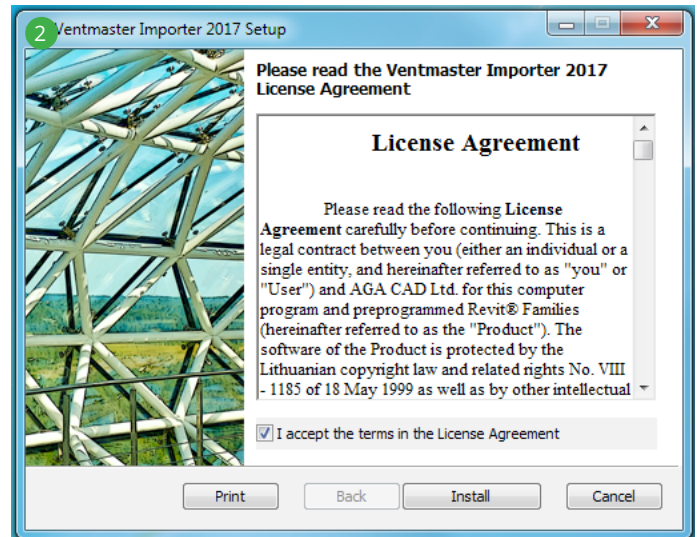 2
Ventmaster Importer 2017 Setup
Please read the Ventmaster Importer 2017
License Agreement
License Agreement
Please read the following License
Agreement carefully before continuing. This is a
legal contract between you (either an individual or a
single entity, and hereinafter referred to as "you" or
"User") and AGA CAD Ltd. for this computer
program and preprogrammed Revit® Families
(hereinafter referred to as the "Product"). The
software of the Product is protected by the
Lithuanian copyright law and related rights No. VIII
- 1185 of 18 May 1999 as well as by other intellectual
I accept the terms in the License Agreement
Print
Back
Install
Cancel